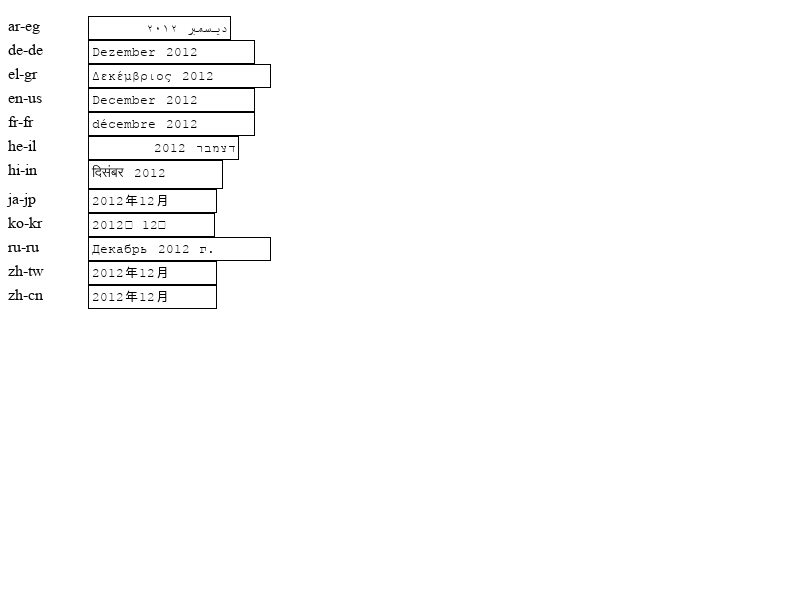 ar-eg ديسمبر ٢٠١٢
de-de Dezember 2012
el-gr Δεκέμβριος 2012
en-us December 2012
fr-fr décembre 2012
he-il דצמבר 2012
hi-in दिसंबर 2012
ja-jp 2012年12月
ko-kr 2012□ 12□
ru-ru Декабрь 2012 г.
zh-tw 2012年12月
zh-cn 2012年12月